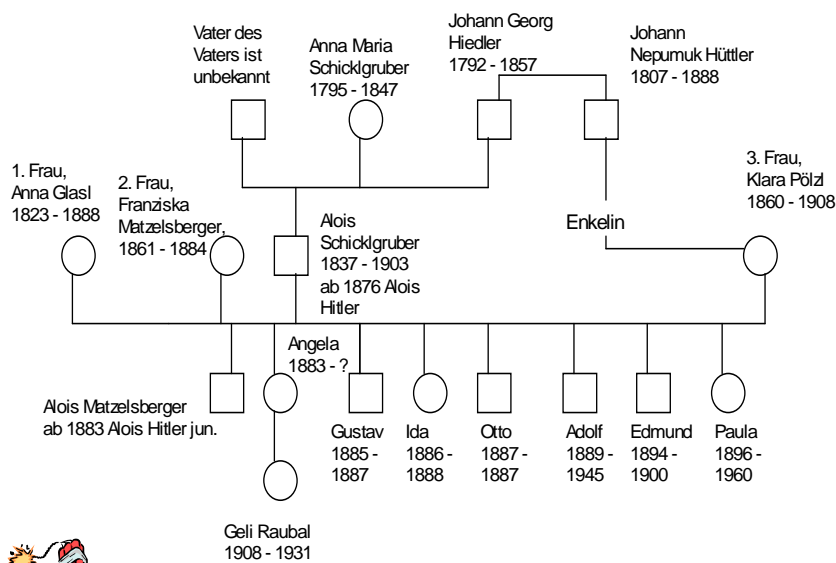 Vater des
Vaters ist
unbekannt
Anna Maria
Schicklgruber
1795 - 1847
Johann Georg
Hiedler
1792 - 1857
Johann
Nepumuk Hüttler
1807 - 1888
1. Frau,
Anna Glasl
1823 - 1888
2. Frau,
Franziska
Matzelsberger,
1861 - 1884
Alois
Schicklgruber
1837 - 1903
ab 1876 Alois
Hitler
Enkelin
3. Frau,
Klara Pölzl
1860 - 1908
Angela
1883 - ?
Alois Matzelsberger
ab 1883 Alois Hitler jun.
Gustav
1885 -
1887
Ida
1886 -
1888
Otto
1887 -
1887
Adolf
1889 -
1945
Edmund
1894 -
1900
Paula
1896 -
1960
Geli Raubal
1908 - 1931